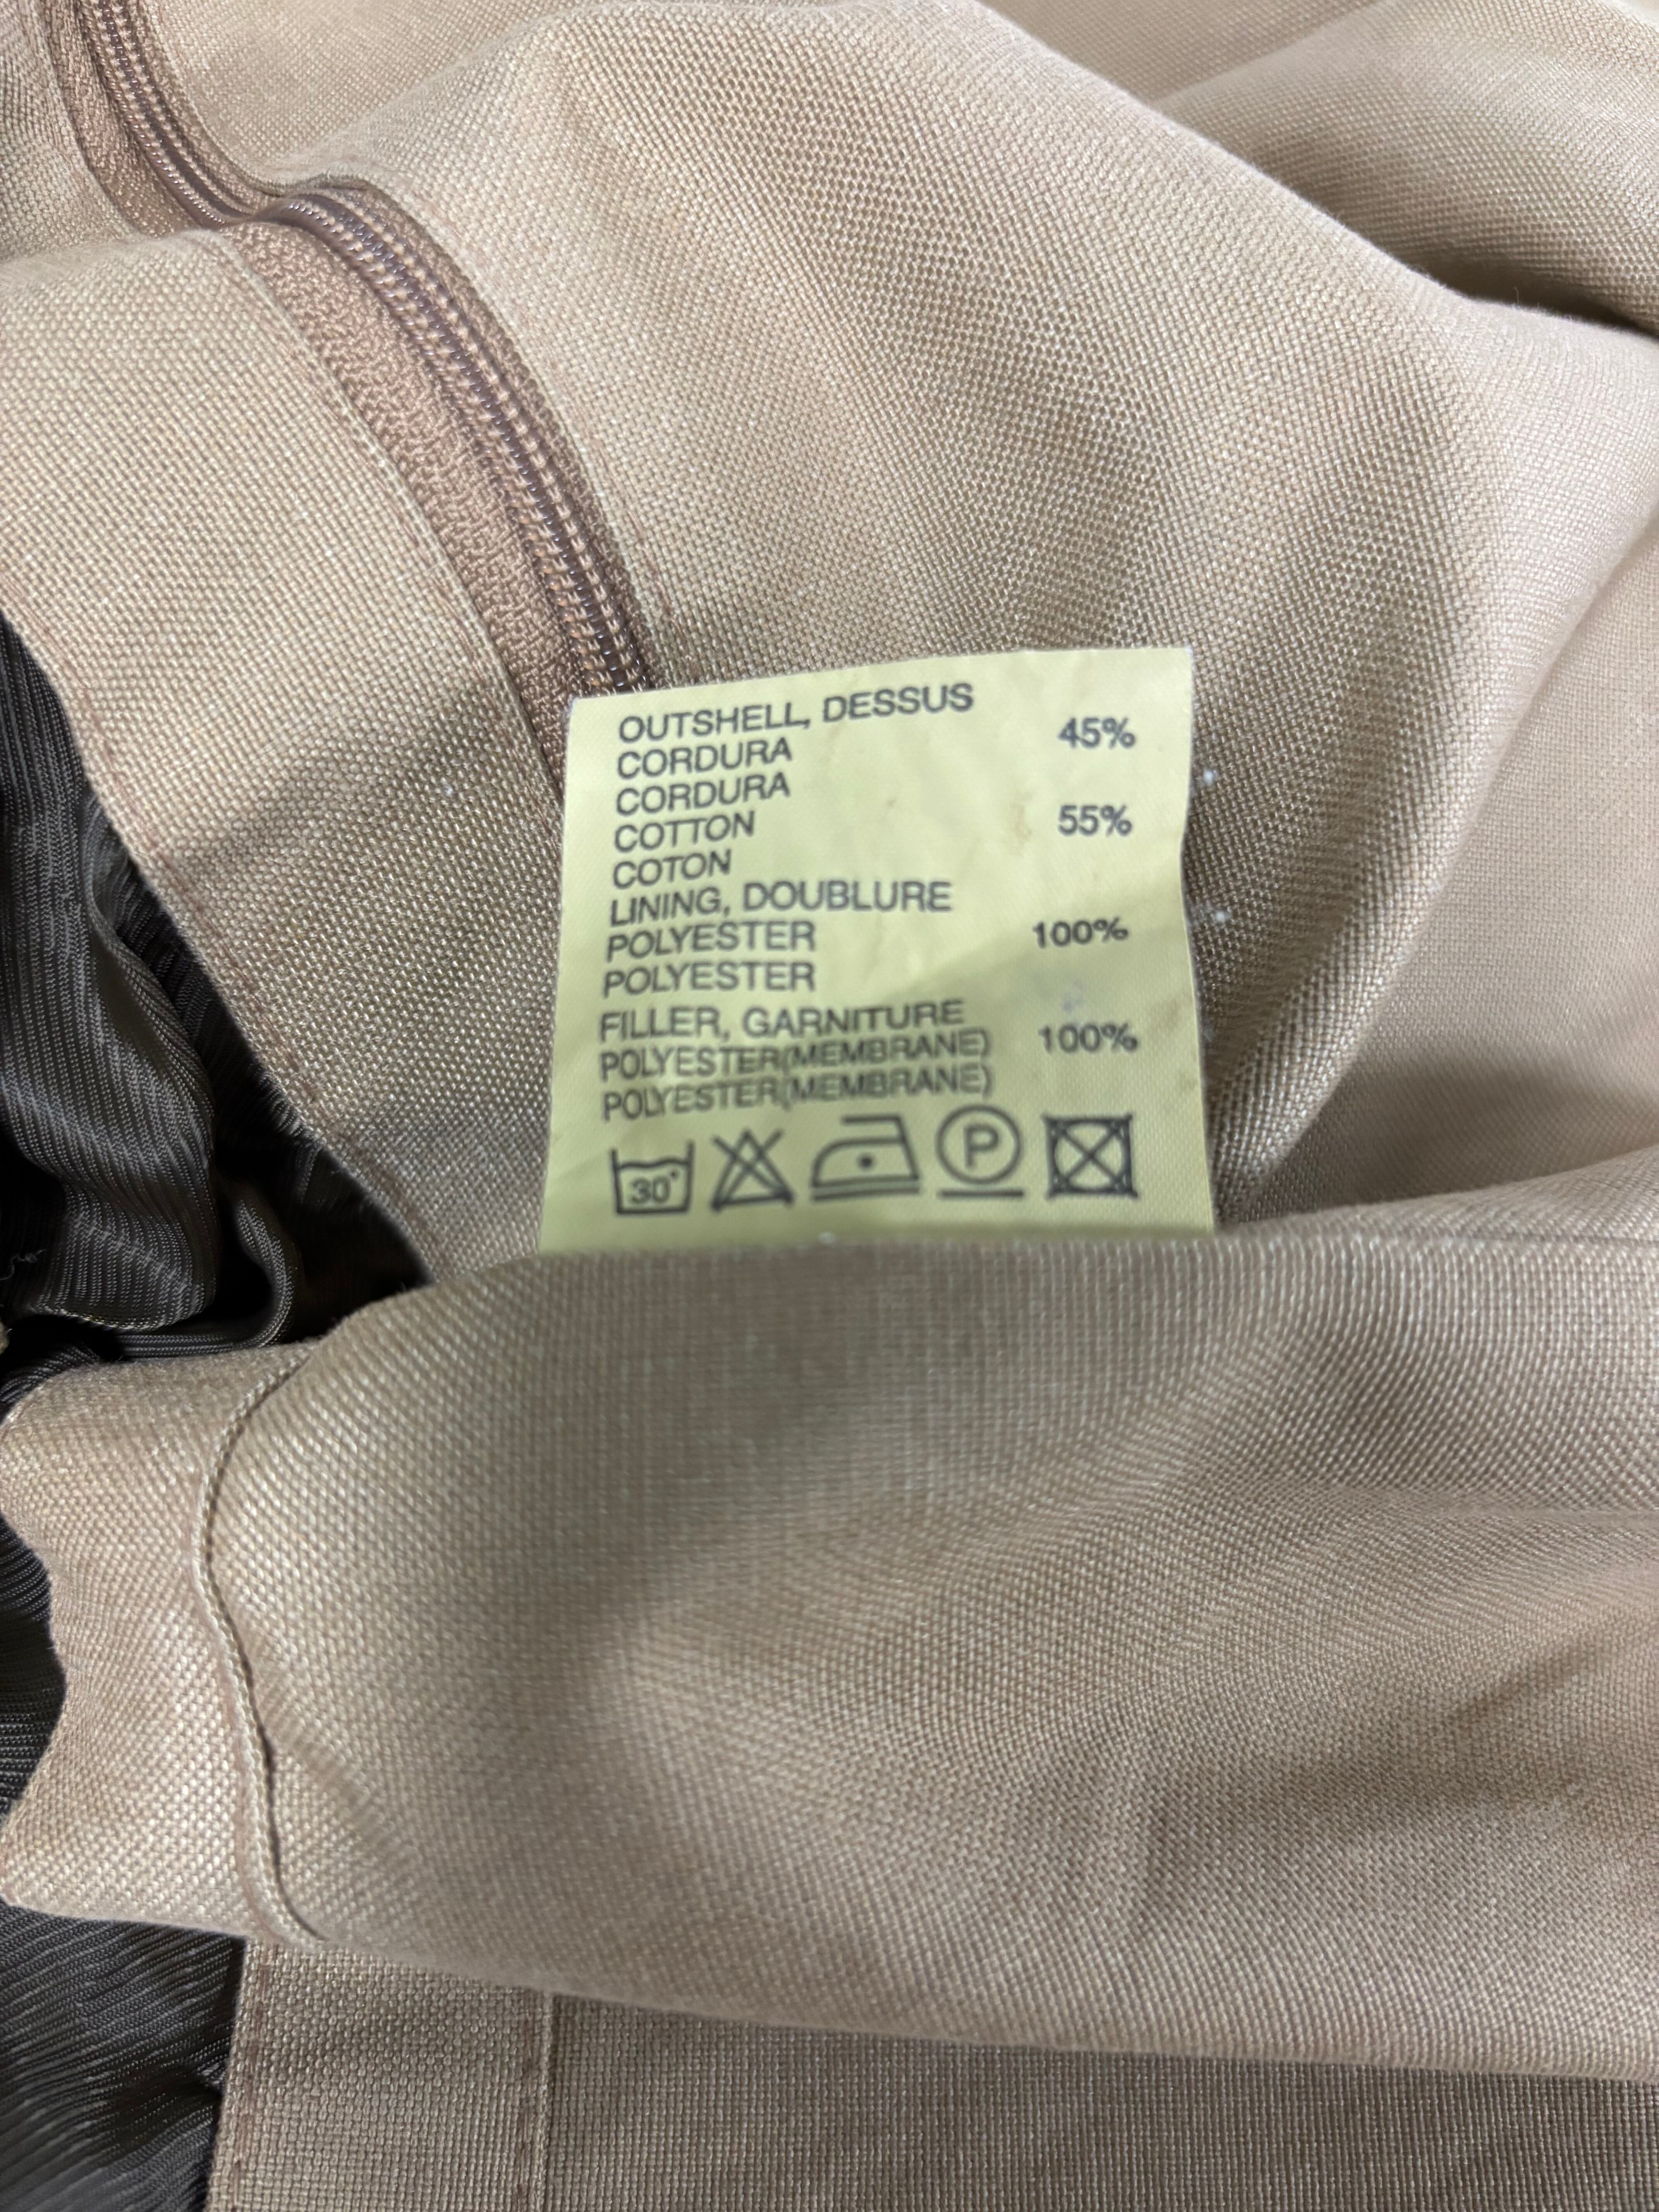 OUTSHELL, DESSUS
CORDURA 45%
CORDURA
COTTON 55%
COTON
LINING, DOUBLURE
POLYESTER 100%
POLYESTER
FILLER, GARNITURE
POLYESTER(MEMBRANE) 100%
POLYESTER(MEMBRANE)
30° P